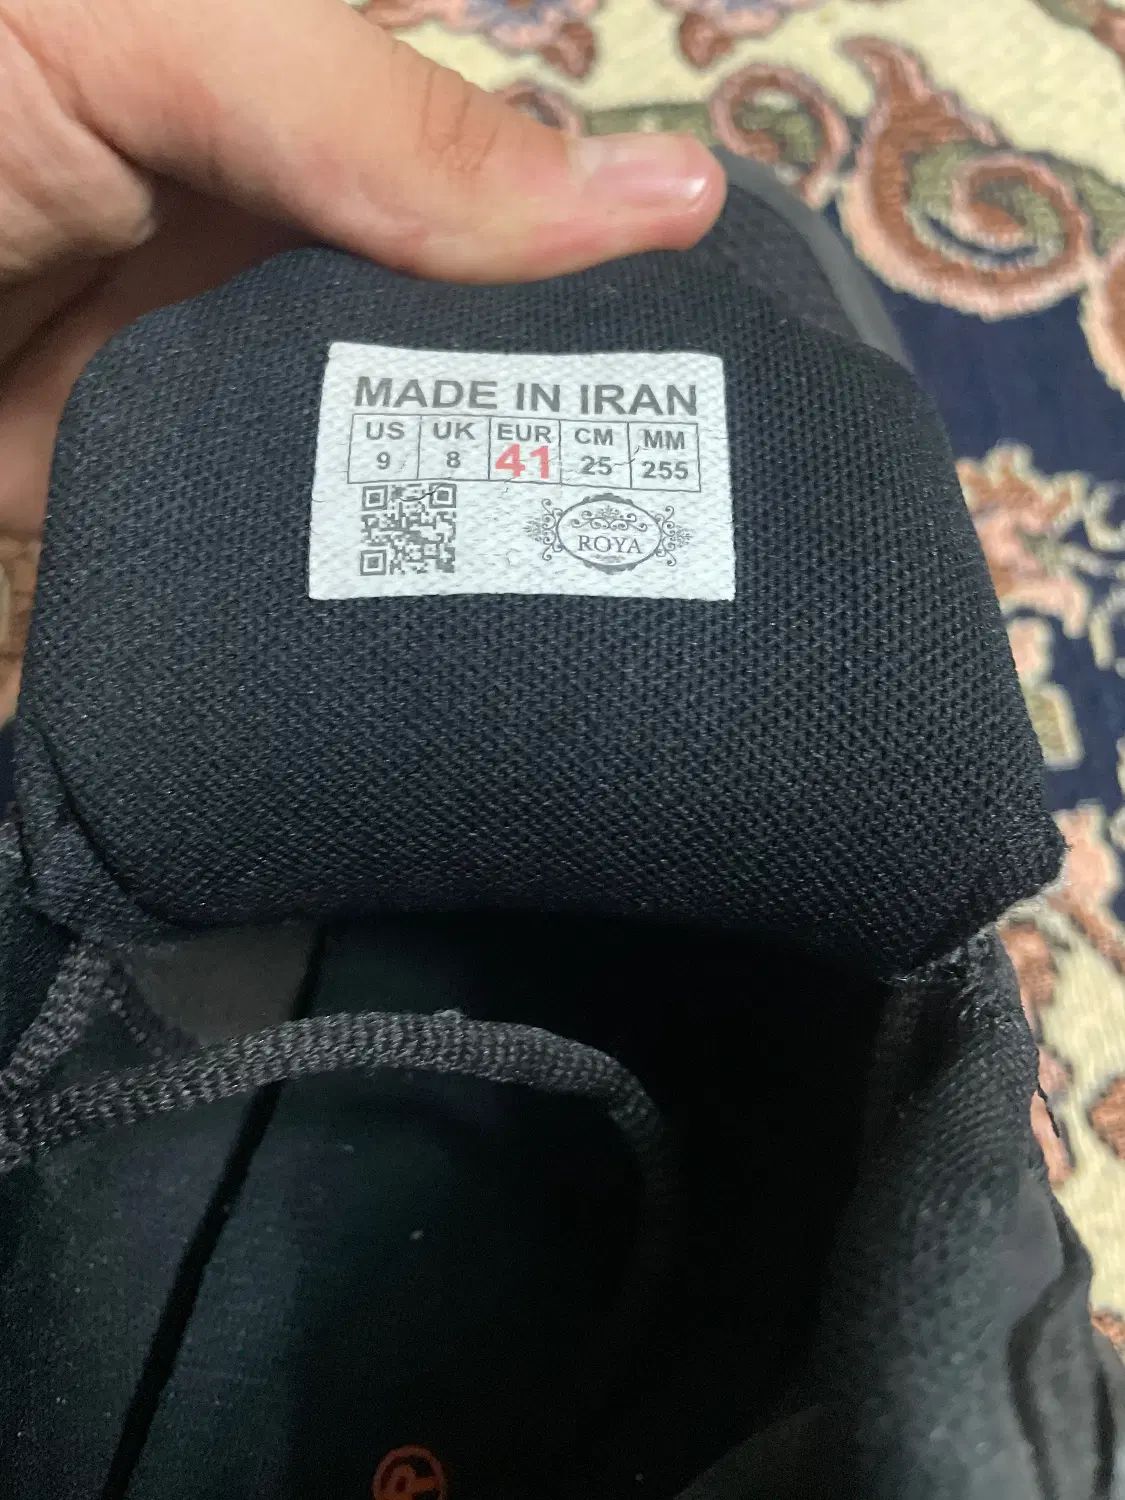 MADE IN IRAN
US UK EUR CM MM
9 8 41 25 255
ROYA
®